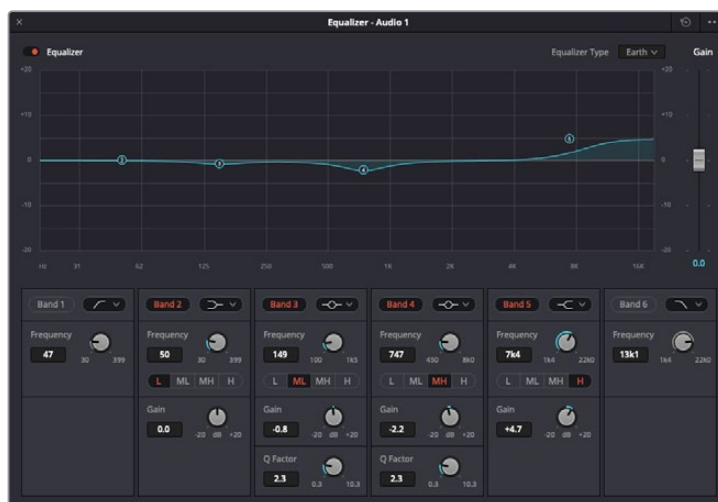 Equalizer - Audio 1
Equalizer
Equalizer Type Earth Gain
+20 +20
+10 +10
0 0
-10 -10
-20 -20
Hz 31 62 125 250 500 1K 2K 4K 8K 16K
0.0
2 3 4 5
Band 1 Band 2 Band 3 Band 4 Band 5 Band 6
Frequency Frequency Frequency Frequency Frequency Frequency
47 30 399 50 30 399 149 100 1k5 747 450 8k0 7k4 1k4 22k0 13k1 1k4 22k0
L ML MH H L ML MH H L ML MH H L ML MH H
Gain Gain Gain Gain
0.0 -20 dB +20 -0.8 -20 dB +20 -2.2 -20 dB +20 +4.7 -20 dB +20
Q Factor Q Factor
2.3 0.3 10.3 2.3 0.3 10.3